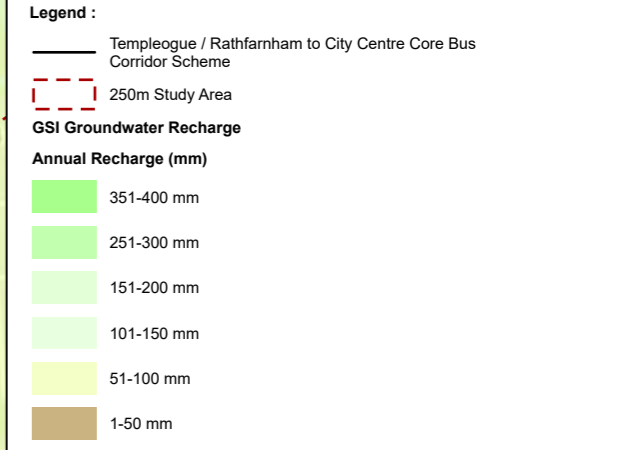 Legend :
Templeogue / Rathfarnham to City Centre Core Bus
Corridor Scheme
250m Study Area
GSI Groundwater Recharge
Annual Recharge (mm)
351-400 mm
251-300 mm
151-200 mm
101-150 mm
51-100 mm
1-50 mm